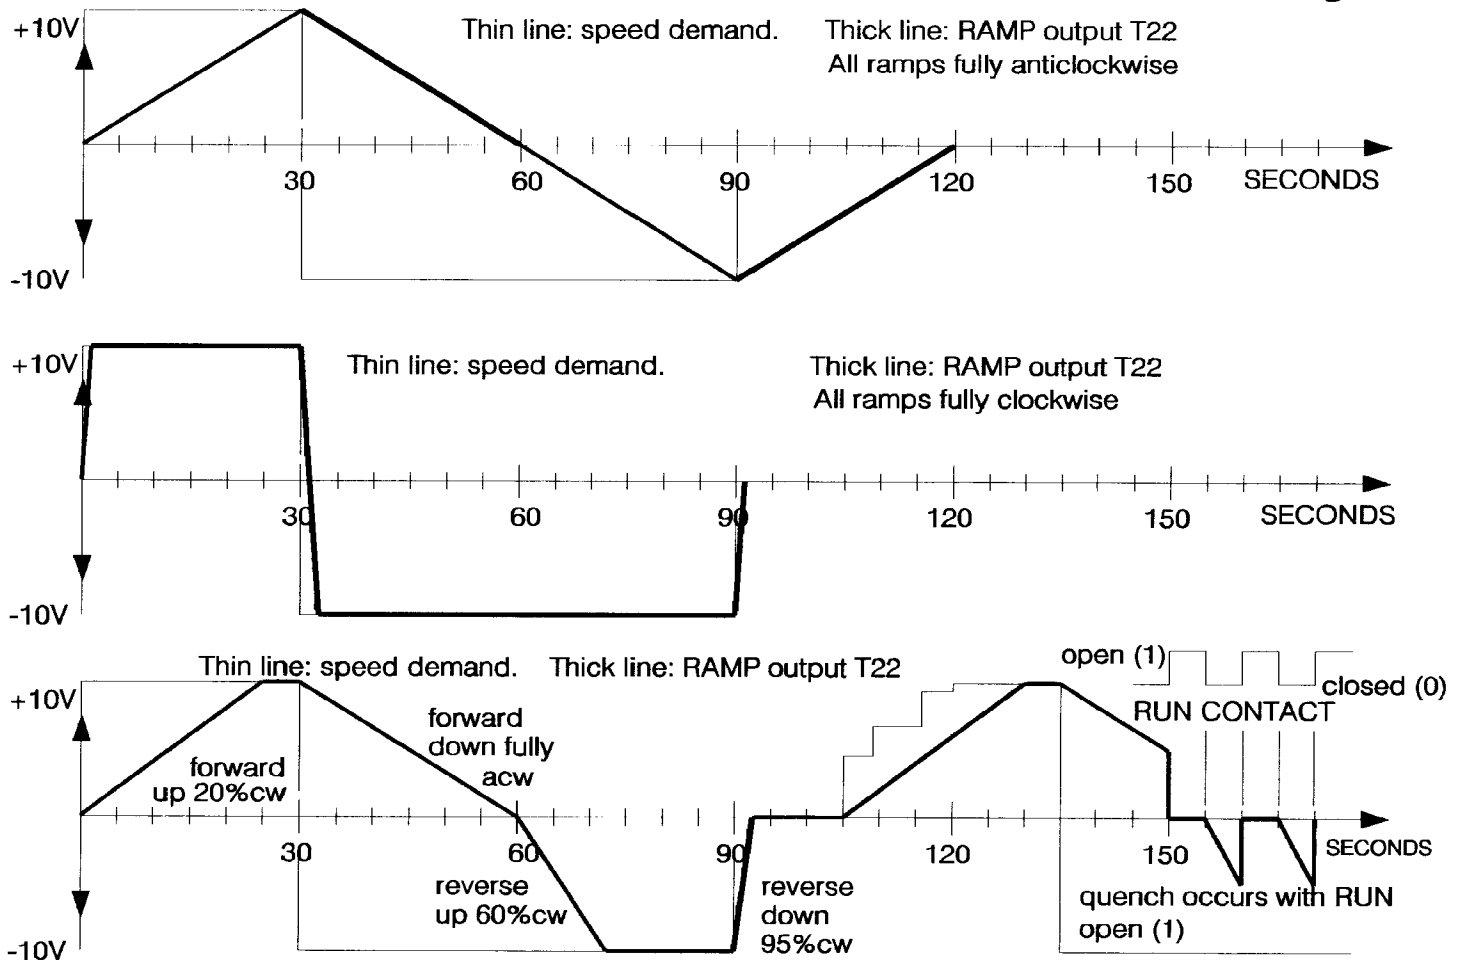 +10V
Thin line: speed demand. Thick line: RAMP output T22
All ramps fully anticlockwise
30 60 90 120 150 SECONDS
-10V
+10V
Thin line: speed demand. Thick line: RAMP output T22
All ramps fully clockwise
30 60 90 120 150 SECONDS
-10V
Thin line: speed demand. Thick line: RAMP output T22
open (1)
closed (0)
+10V
RUN CONTACT
forward
down fully
acw
forward
up 20%cw
30 60 90 120 150 SECONDS
reverse
up 60%cw
reverse
down
95%cw
quench occurs with RUN
open (1)
-10V